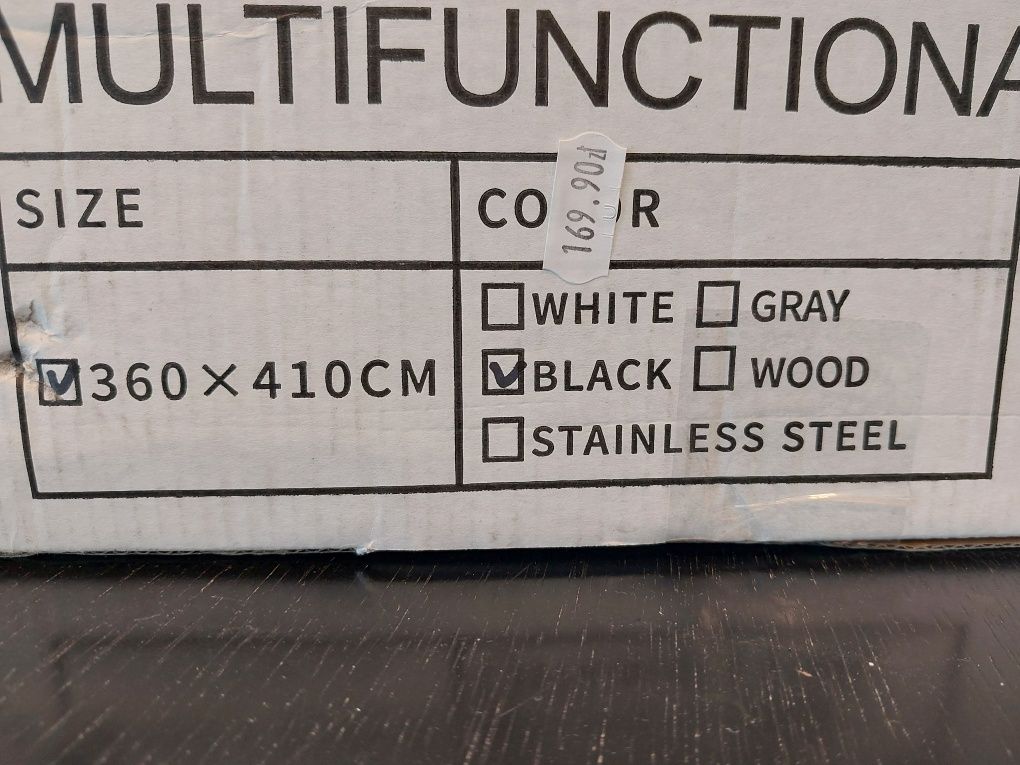 MULTIFUNCTIONA
SIZE
CO R
169.90zł
☑360×410CM
☐WHITE ☐ GRAY
☑BLACK ☐ WOOD
☐STAINLESS STEEL